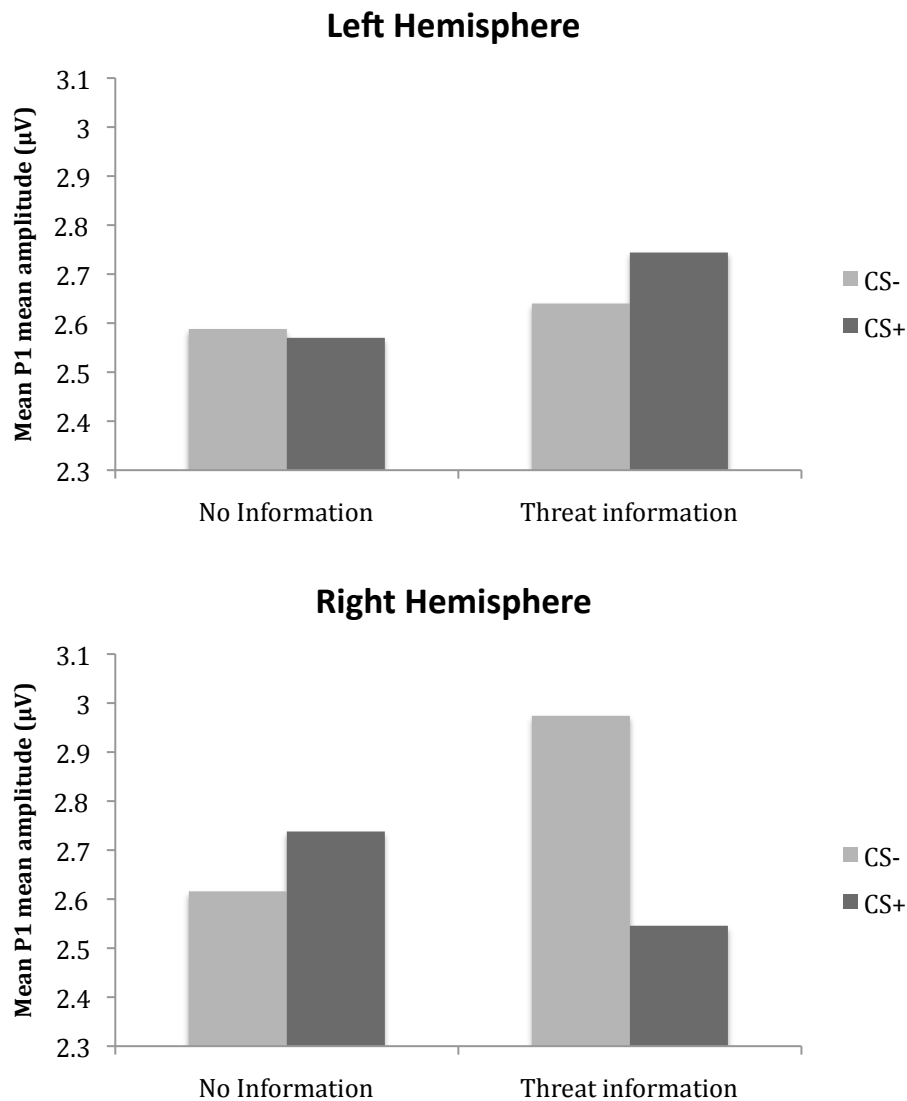 Left Hemisphere
Mean P1 mean amplitude (µV)
3.1
3
2.9
2.8
2.7
2.6
2.5
2.4
2.3
No Information
Threat information
CS-
CS+
Right Hemisphere
Mean P1 mean amplitude (µV)
3.1
3
2.9
2.8
2.7
2.6
2.5
2.4
2.3
No Information
Threat information
CS-
CS+